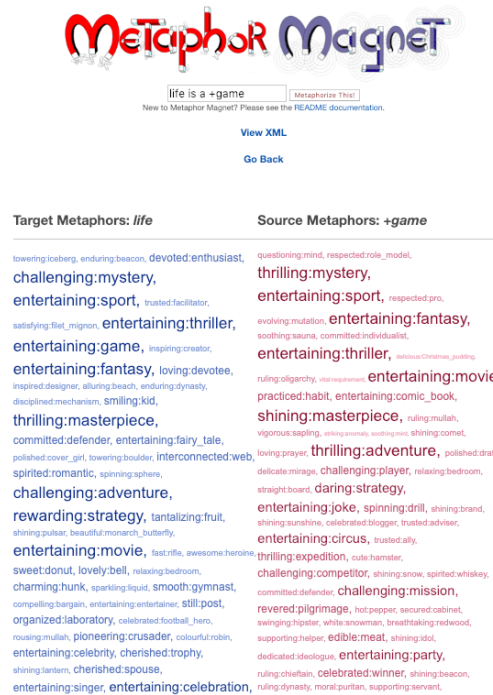 Metaphor Magnet
life is a +game
Metaphorize This!
New to Metaphor Magnet? Please see the README documentation.
View XML
Go Back
Target Metaphors: life
towering:iceberg, enduring:beacon, devoted:enthusiast,
challenging:mystery,
entertaining:sport, trusted:facilitator,
satisfying:filet_mignon, entertaining:thriller,
entertaining:game, inspiring:creator,
entertaining:fantasy, loving:devotee,
inspired:designer, alluring:beach, enduring:dynasty,
disciplined:mechanism, smiling:kid,
thrilling:masterpiece,
committed:defender, entertaining:fairy_tale,
polished:cover_girl, towering:boulder, interconnected:web,
spirited:romantic, spinning:sphere,
challenging:adventure,
rewarding:strategy, tantalizing:fruit,
shining:pulsar, beautiful:monarch_butterfly,
entertaining:movie, fast:rifle, awesome:heroine,
sweet:donut, lovely:bell, relaxing:bedroom,
charming:hunk, sparkling:liquid, smooth:gymnast,
compelling:bargain, entertaining:entertainer, still:post,
organized:laboratory, celebrated:football_hero,
rousing:mullah, pioneering:crusader, colourful:robin,
entertaining:celebrity, cherished:trophy,
shining:lantern, cherished:spouse,
entertaining:singer, entertaining:celebration,
Source Metaphors: +game
questioning:mind, respected:role_model,
thrilling:mystery,
entertaining:sport, respected:pro,
evolving:mutation, entertaining:fantasy,
soothing:sauna, committed:individualist,
entertaining:thriller, delicious:Christmas_pudding,
ruling:oligarchy, vital:requirement, entertaining:movie
practiced:habit, entertaining:comic_book,
shining:masterpiece, ruling:mullah,
vigorous:sapling, striking:anomaly, soothing:mint, shining:comet,
loving:prayer, thrilling:adventure, polished:dra
delicate:mirage, challenging:player, relaxing:bedroom,
straight:board, daring:strategy,
entertaining:joke, spinning:drill, shining:brand,
shining:sunshine, celebrated:blogger, trusted:adviser,
entertaining:circus, trusted:ally,
thrilling:expedition, cute:hamster,
challenging:competitor, shining:snow, spirited:whiskey,
committed:defender, challenging:mission,
revered:pilgrimage, hot:pepper, secured:cabinet,
swinging:hipster, white:snowman, breathtaking:redwood,
supporting:helper, edible:meat, shining:idol,
dedicated:ideologue, entertaining:party,
ruling:chieftain, celebrated:winner, shining:beacon,
ruling:dynasty, moral:puritan, supporting:servant,